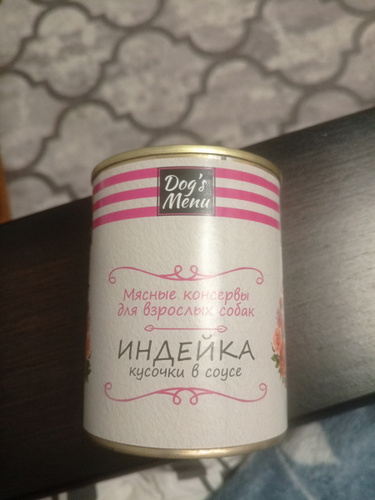 Dog's
Menu
Мясные консервы
для взрослых собак
ИНДЕЙКА
кусочки в соусе